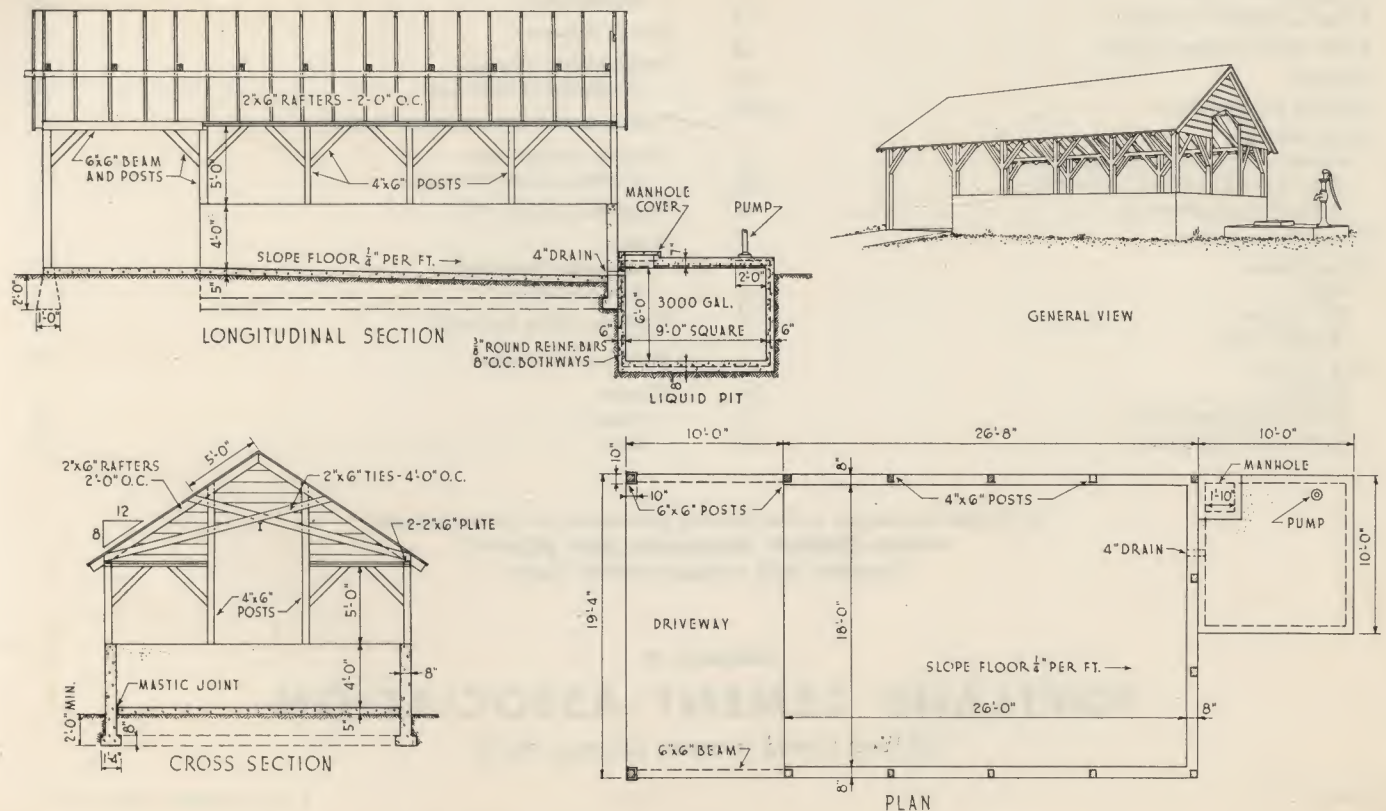 2"x6" RAFTERS - 2'-0" O.C.
6"x6" BEAM
AND POSTS
5'-0"
4"x6" POSTS
4'-0"
SLOPE FLOOR ¼" PER FT.
5"
2'-0"
1'-0"
LONGITUDINAL SECTION
MANHOLE
COVER
PUMP
7"
4" DRAIN
2'-0"
6'-0"
3000 GAL.
9'-0" SQUARE
6"
6"
⅜" ROUND REINF. BARS
8" O.C. BOTHWAYS
8"
LIQUID PIT
GENERAL VIEW
5'-0"
2"x6" RAFTERS
2'-0" O.C.
2"x6" TIES - 4'-0" O.C.
12
8
2-2"x6" PLATE
4"x6"
POSTS
5'-0"
4'-0"
8"
MASTIC JOINT
2'-0" MIN.
8"
5"
1'-4"
CROSS SECTION
10'-0"
26'-8"
10'-0"
10"
8"
10"
6"x6" POSTS
4"x6" POSTS
MANHOLE
1'-10"
PUMP
4" DRAIN
10'-0"
19'-4"
DRIVEWAY
18'-0"
SLOPE FLOOR ¼" PER FT.
26'-0"
8"
6"x6" BEAM
8"
PLAN